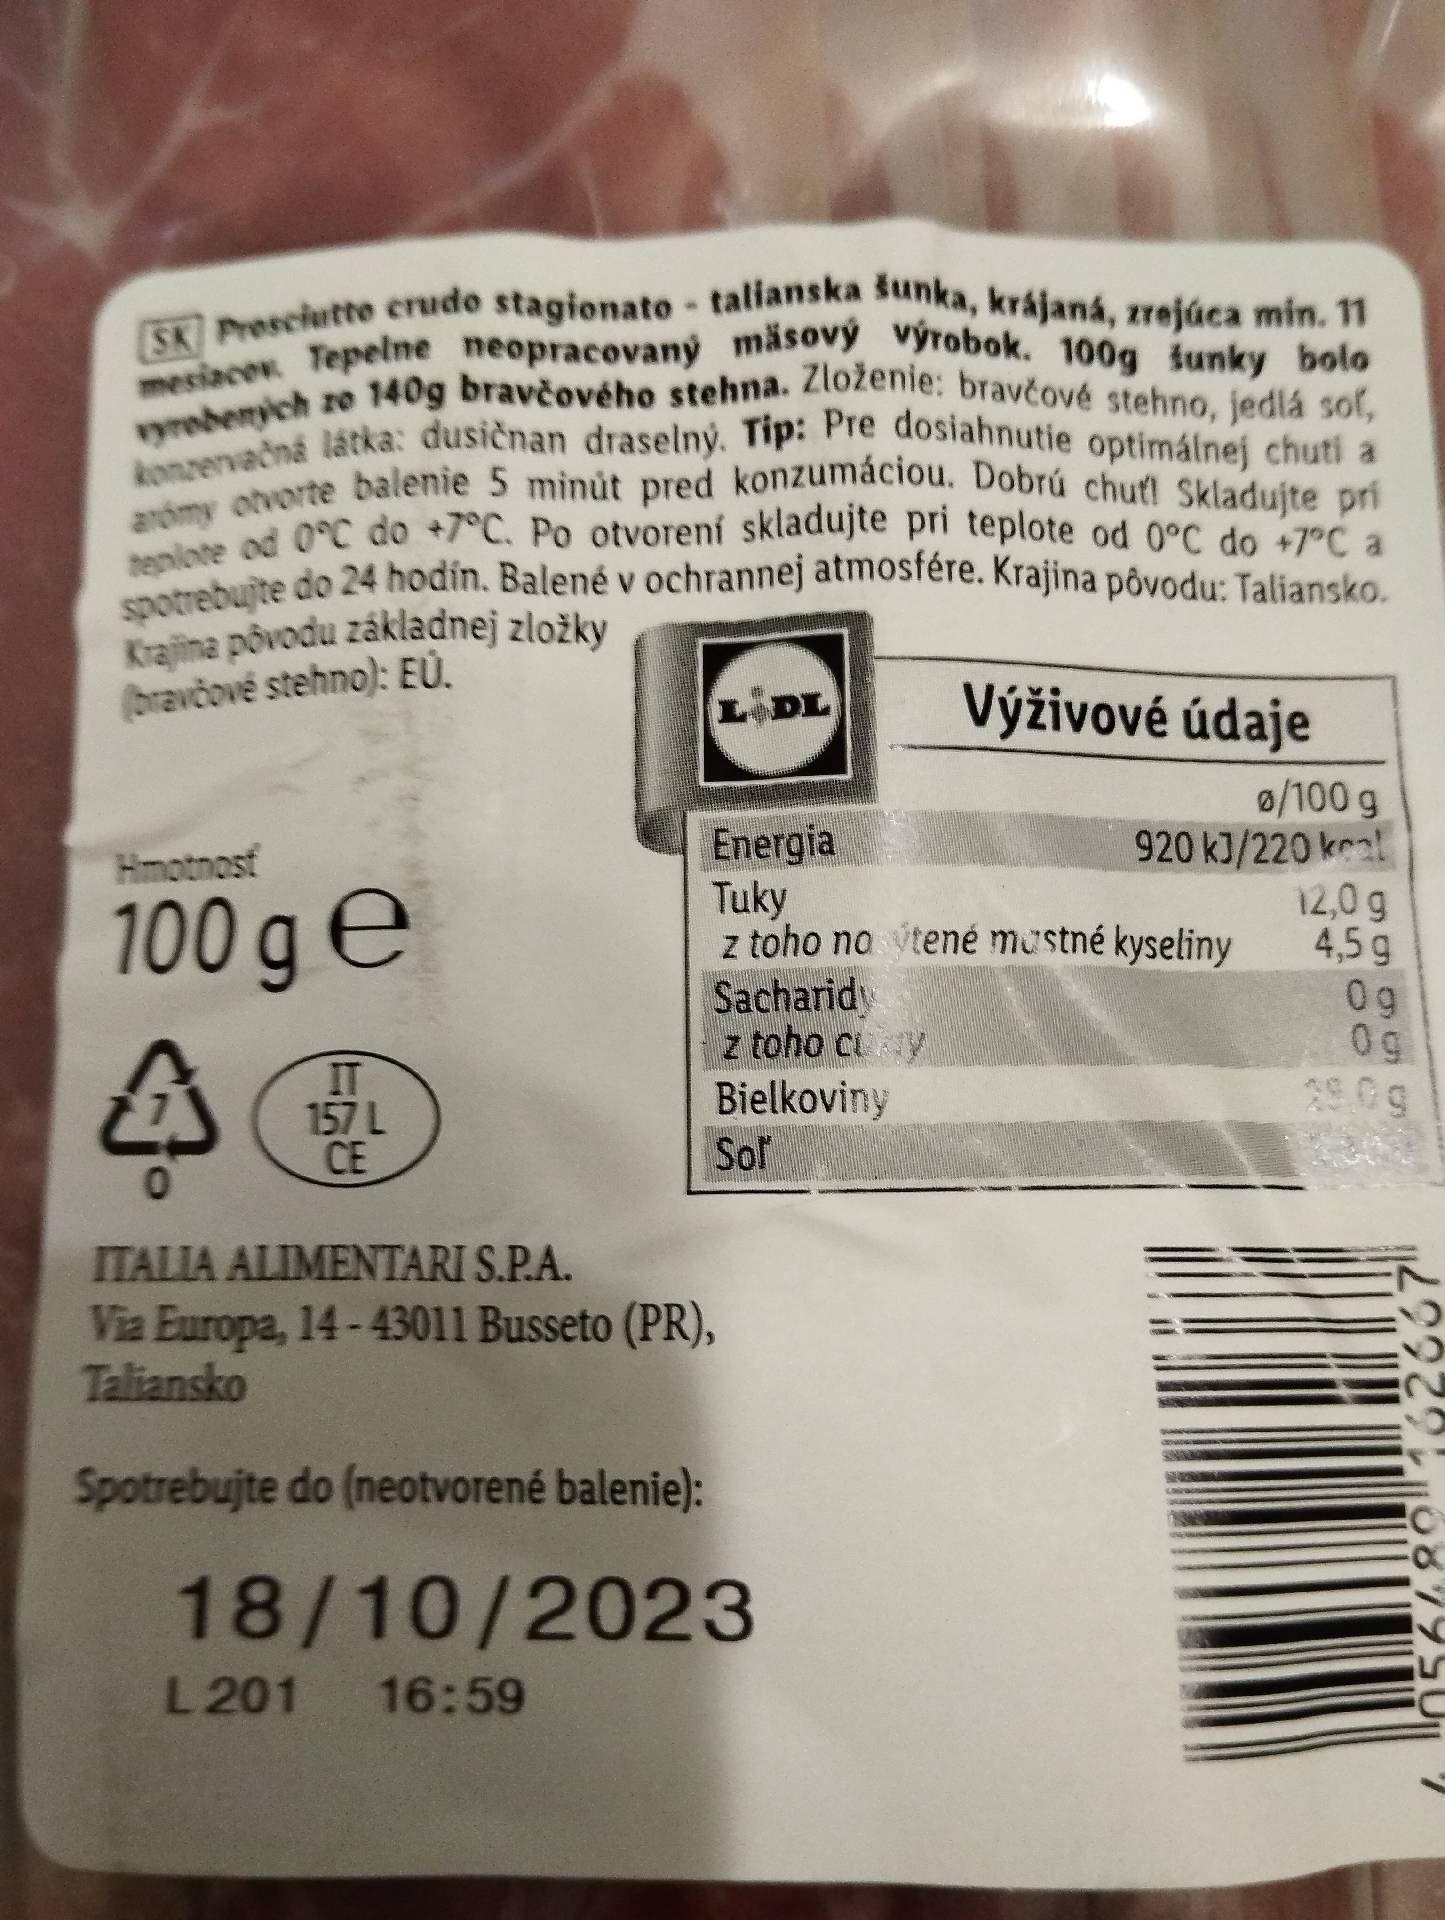 SK Prosciutto crudo stagionato - talianska šunka, krájaná, zrejúca min. 11
mesiacov. Tepelne neopracovaný mäsový výrobok. 100g šunky bolo
vyrobených zo 140g bravčového stehna. Zloženie: bravčové stehno, jedlá soľ,
konzervačná látka: dusičnan draselný. Tip: Pre dosiahnutie optimálnej chuti a
arómy otvorte balenie 5 minút pred konzumáciou. Dobrú chuť! Skladujte pri
teplote od 0°C do +7°C. Po otvorení skladujte pri teplote od 0°C do +7°C a
spotrebujte do 24 hodín. Balené v ochrannej atmosfére. Krajina pôvodu: Taliansko.
Krajina pôvodu základnej zložky
(bravčové stehno): EÚ.
LIDL
Výživové údaje
ø/100 g
Energia 920 kJ/220 kcal
Tuky 12,0 g
z toho nasýtené mastné kyseliny 4,5 g
Sacharidy 0 g
z toho cukry 0 g
Bielkoviny
Soľ
Hmotnosť
100 g e
7
0
IT
157 L
CE
ITALIA ALIMENTARI S.P.A.
Via Europa, 14 - 43011 Busseto (PR),
Taliansko
Spotrebujte do (neotvorené balenie):
18/10/2023
L 201 16:59